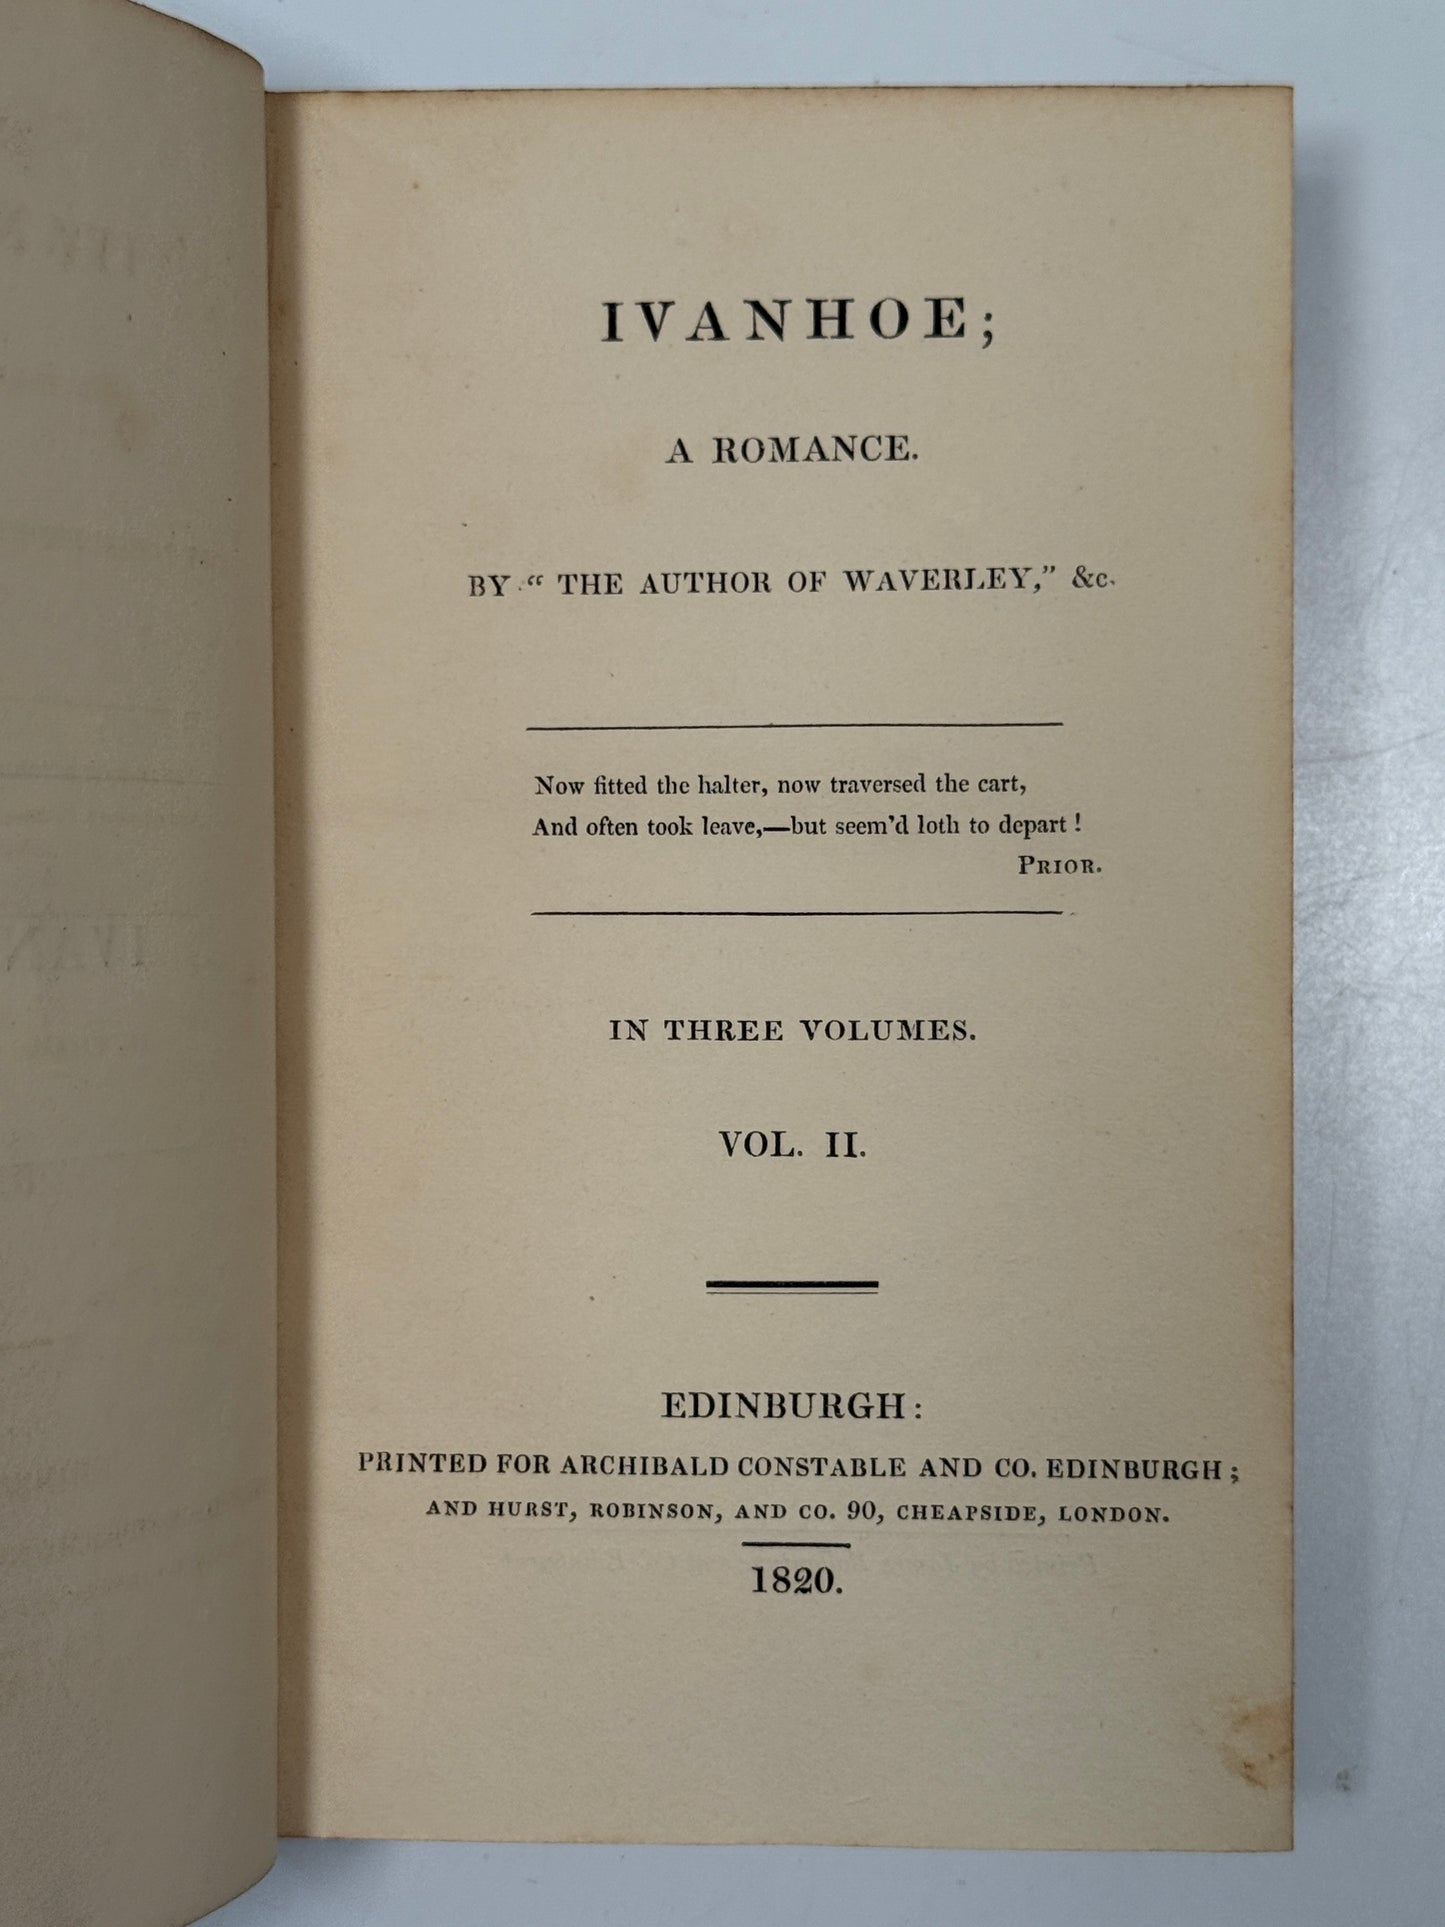 IVANHOE;
A ROMANCE.
BY “ THE AUTHOR OF WAVERLEY,” &c.
Now fitted the halter, now traversed the cart,
And often took leave,—but seem’d loth to depart !
PRIOR.
IN THREE VOLUMES.
VOL. II.
EDINBURGH:
PRINTED FOR ARCHIBALD CONSTABLE AND CO. EDINBURGH ;
AND HURST, ROBINSON, AND CO. 90, CHEAPSIDE, LONDON.
1820.